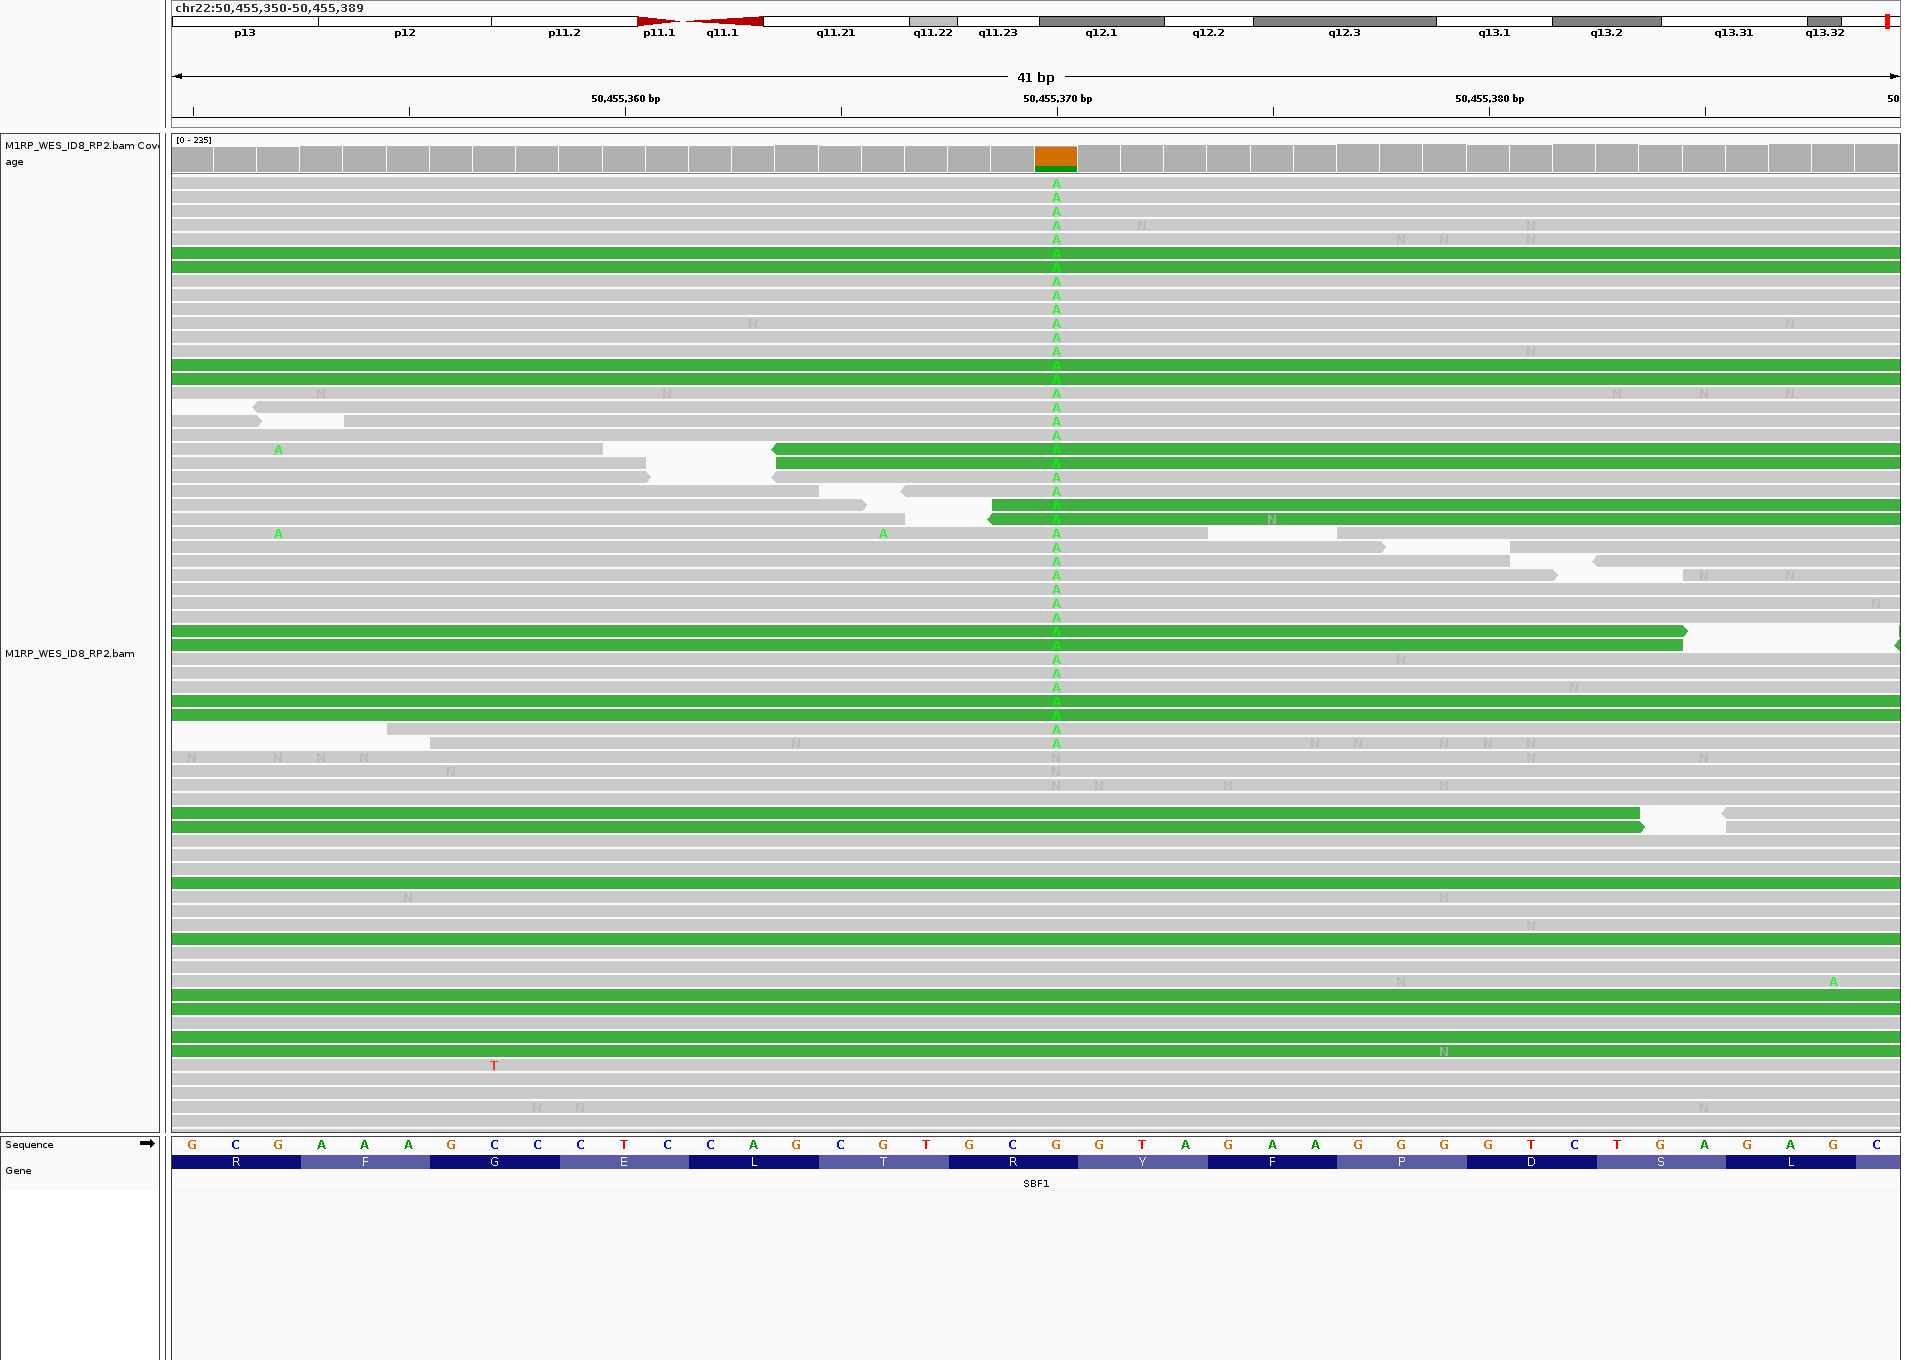 chr22:50,455,350-50,455,389
p13 p12 p11.2 p11.1 q11.1 q11.21 q11.22 q11.23 q12.1 q12.2 q12.3 q13.1 q13.2 q13.31 q13.32
41 bp
50,455,360 bp 50,455,370 bp 50,455,380 bp 50
[0 - 235]
M1RP_WES_ID8_RP2.bam Cov
age
A
A
A
A N N
A N N N
A
A
A
A
A
N A N
A
A N
A
A
N N A N N N
A
A
A
A A
A
A
A
A
A N
A A A
A
A
A N N
A
A N
A
A
A
M1RP_WES_ID8_RP2.bam
A N
A
A N
A
A
A
N A N N N N N
N N N N N N N
N N
N N N N
N N
N
N A
N
T
N N N
Sequence G C G A A A G C C C T C C A G C G T G C G G T A G A A G G G G T C T G A G A G C
Gene R F G E L T R Y F P D S L
SBF1